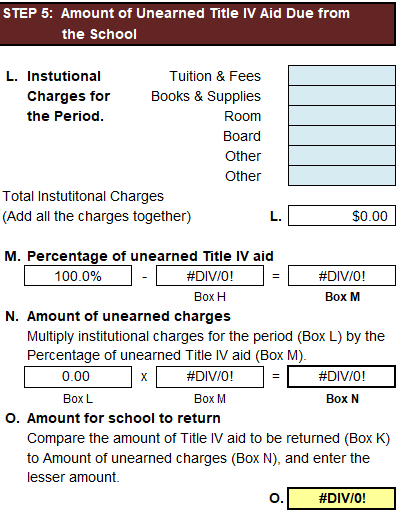 STEP 5: Amount of Unearned Title IV Aid Due from
the School
L. Instutional Tuition & Fees
Charges for Books & Supplies
the Period. Room
Board
Other
Other
Total Instutitonal Charges
(Add all the charges together) L. $0.00
M. Percentage of unearned Title IV aid
100.0% - #DIV/0! = #DIV/0!
Box H Box M
N. Amount of unearned charges
Multiply institutional charges for the period (Box L) by the
Percentage of unearned Title IV aid (Box M).
0.00 x #DIV/0! = #DIV/0!
Box L Box M Box N
O. Amount for school to return
Compare the amount of Title IV aid to be returned (Box K)
to Amount of unearned charges (Box N), and enter the
lesser amount.
O. #DIV/0!